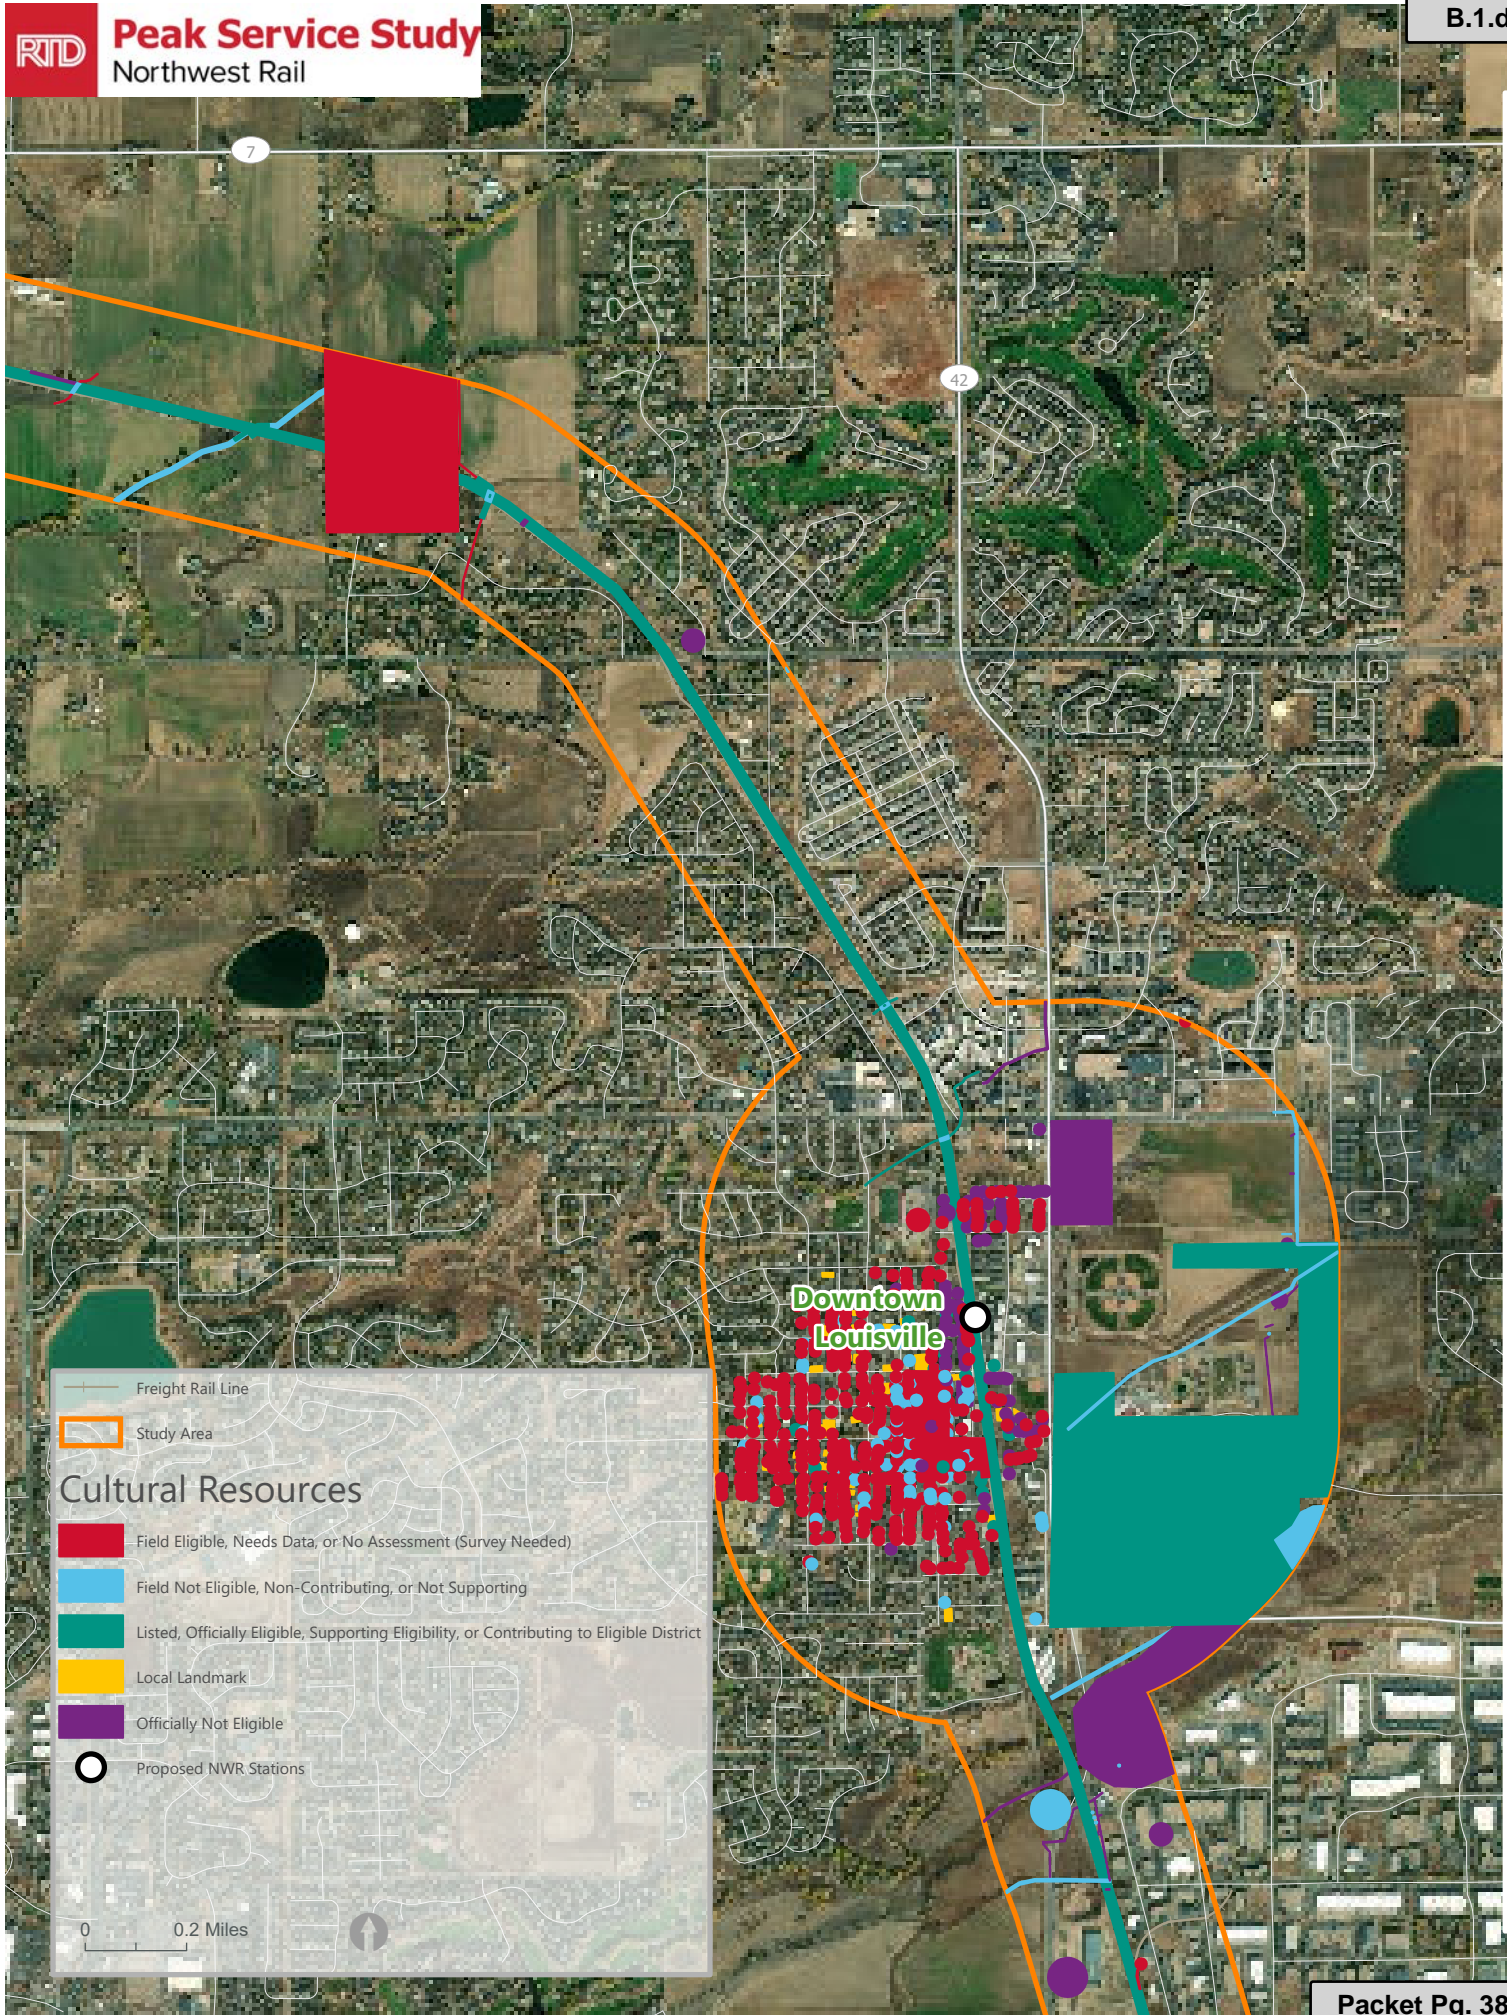 RTD
Peak Service Study
Northwest Rail
B.1.d
7
42
Downtown
Louisville
Freight Rail Line
Study Area
Cultural Resources
Field Eligible, Needs Data, or No Assessment (Survey Needed)
Field Not Eligible, Non-Contributing, or Not Supporting
Listed, Officially Eligible, Supporting Eligibility, or Contributing to Eligible District
Local Landmark
Officially Not Eligible
Proposed NWR Stations
0 0.2 Miles
Packet Pg. 38